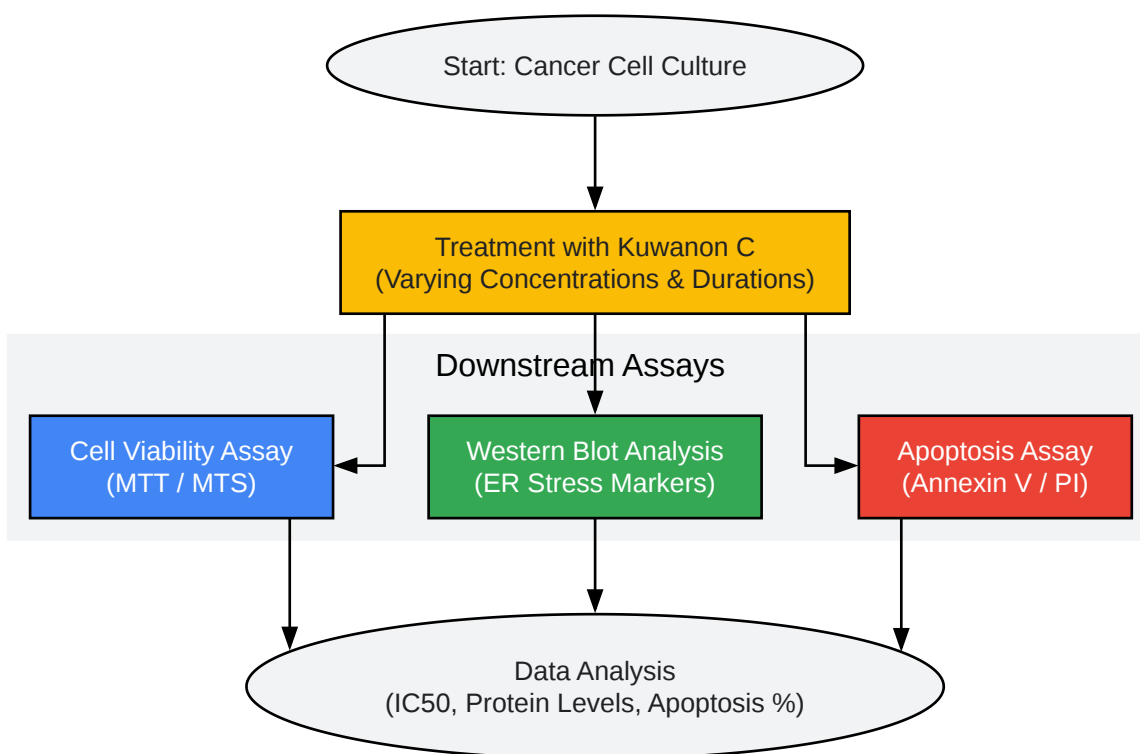 Start: Cancer Cell Culture
Treatment with Kuwanon C
(Varying Concentrations & Durations)
Downstream Assays
Cell Viability Assay
(MTT / MTS)
Western Blot Analysis
(ER Stress Markers)
Apoptosis Assay
(Annexin V / PI)
Data Analysis
(IC50, Protein Levels, Apoptosis %)